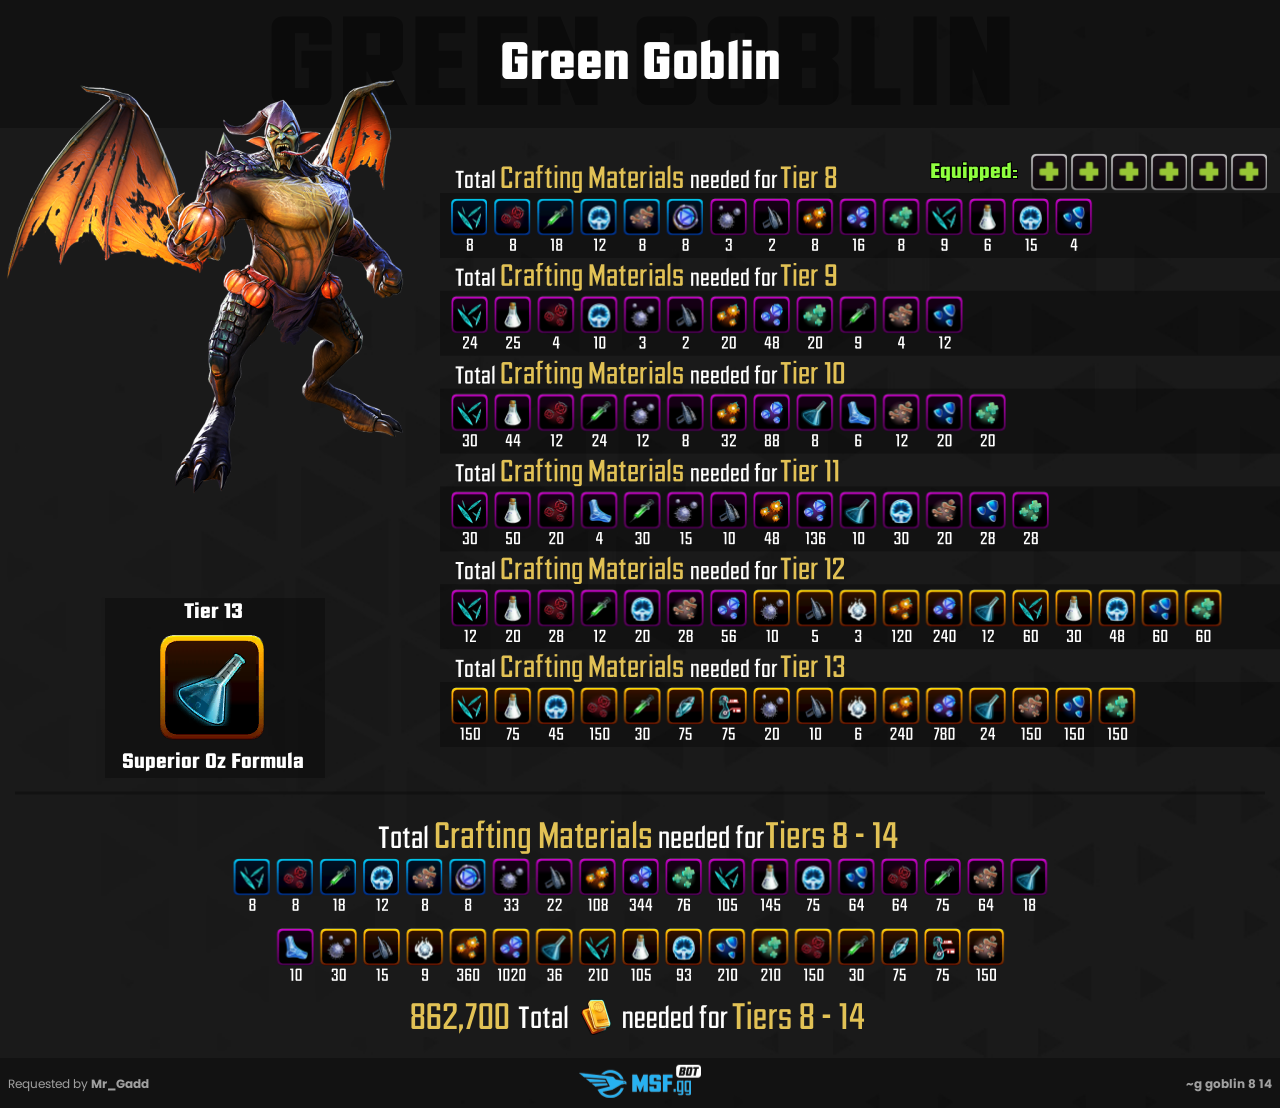 GREEN GOBLIN
Green Goblin
Equipped:
Total Crafting Materials needed for Tier 8
8 8 18 12 8 8 3 2 8 16 8 9 6 15 4
Total Crafting Materials needed for Tier 9
24 25 4 10 3 2 20 48 20 9 4 12
Total Crafting Materials needed for Tier 10
30 44 12 24 12 8 32 88 8 6 12 20 20
Total Crafting Materials needed for Tier 11
30 50 20 4 30 15 10 48 136 10 30 20 28 28
Total Crafting Materials needed for Tier 12
12 20 28 12 20 28 56 10 5 3 120 240 12 60 30 48 60 60
Total Crafting Materials needed for Tier 13
150 75 45 150 30 75 75 20 10 6 240 780 24 150 150 150
Tier 13
Superior Oz Formula
Total Crafting Materials needed for Tiers 8 - 14
8 8 18 12 8 8 33 22 108 344 76 105 145 75 64 64 75 64 18
10 30 15 9 360 1020 36 210 105 93 210 210 150 30 75 75 150
862,700 Total needed for Tiers 8 - 14
Requested by Mr_Gadd
MSF.gg BOT
~g goblin 8 14